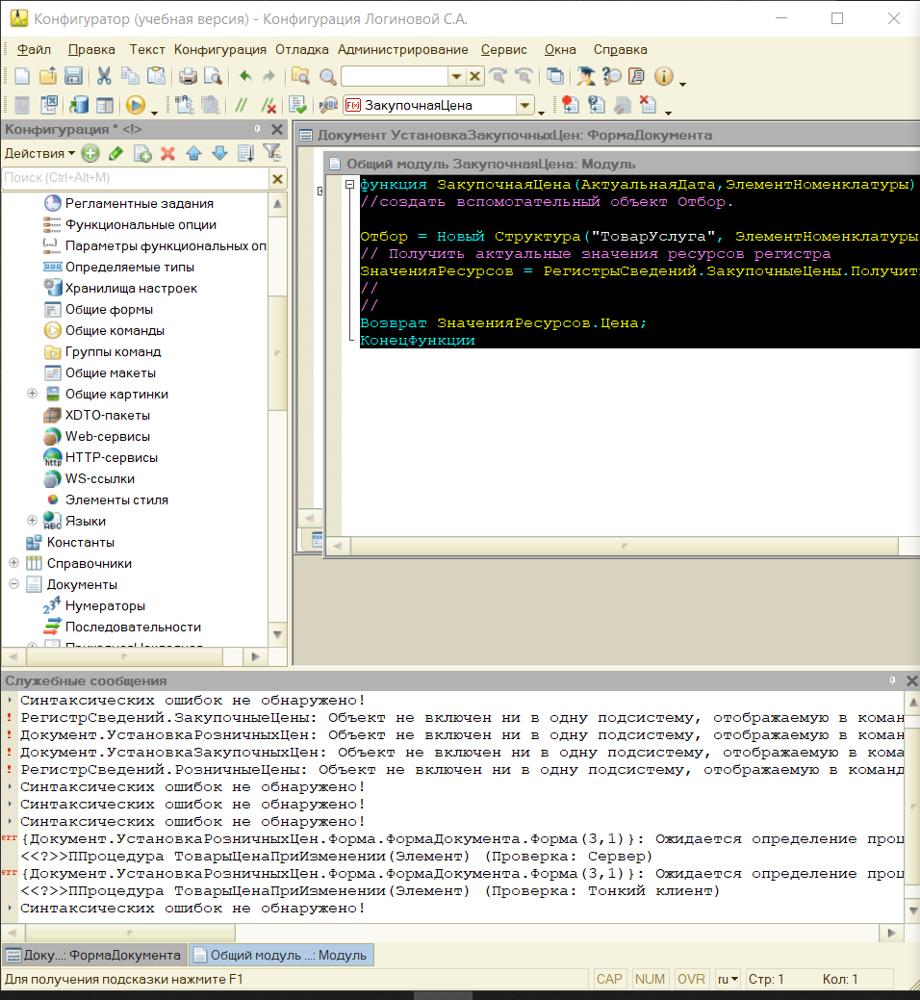 Конфигуратор (учебная версия) - Конфигурация Логиновой С.А.
Файл Правка Текст Конфигурация Отладка Администрирование Сервис Окна Справка
ЗакупочнаяЦена
Конфигурация * <!>
Действия
Поиск (Ctrl+Alt+M)
Регламентные задания
Функциональные опции
Параметры функциональных оп
Определяемые типы
Хранилища настроек
Общие формы
Общие команды
Группы команд
Общие макеты
Общие картинки
XDTO-пакеты
Web-сервисы
HTTP-сервисы
WS-ссылки
Элементы стиля
Языки
Константы
Справочники
Документы
Нумераторы
Последовательности
Документ УстановкаЗакупочныхЦен: ФормаДокумента
Общий модуль ЗакупочнаяЦена: Модуль
функция ЗакупочнаяЦена(АктуальнаяДата,ЭлементНоменклатуры)
//создать вспомогательный объект Отбор.
Отбор = Новый Структура("ТоварУслуга", ЭлементНоменклатуры
// Получить актуальные значения ресурсов регистра
ЗначенияРесурсов = РегистрыСведений.ЗакупочныеЦены.Получить
//
//
Возврат ЗначенияРесурсов.Цена;
КонецФункции
Служебные сообщения
Синтаксических ошибок не обнаружено!
РегистрСведений.ЗакупочныеЦены: Объект не включен ни в одну подсистему, отображаемую в коман
Документ.УстановкаРозничныхЦен: Объект не включен ни в одну подсистему, отображаемую в коман
Документ.УстановкаЗакупочныхЦен: Объект не включен ни в одну подсистему, отображаемую в кома
РегистрСведений.РозничныеЦены: Объект не включен ни в одну подсистему, отображаемую в команд
Синтаксических ошибок не обнаружено!
Синтаксических ошибок не обнаружено!
Синтаксических ошибок не обнаружено!
err {Документ.УстановкаРозничныхЦен.Форма.ФормаДокумента.Форма(3,1)}: Ожидается определение проц
<<?>>ППроцедура ТоварыЦенаПриИзменении(Элемент) (Проверка: Сервер)
err {Документ.УстановкаРозничныхЦен.Форма.ФормаДокумента.Форма(3,1)}: Ожидается определение проц
<<?>>ППроцедура ТоварыЦенаПриИзменении(Элемент) (Проверка: Тонкий клиент)
Синтаксических ошибок не обнаружено!
Доку...: ФормаДокумента Общий модуль ...: Модуль
Для получения подсказки нажмите F1 CAP NUM OVR ru Стр: 1 Кол: 1